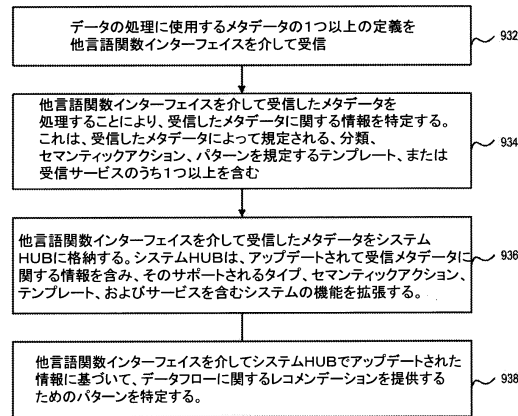 データの処理に使用するメタデータの1つ以上の定義を
他言語関数インターフェイスを介して受信
932
他言語関数インターフェイスを介して受信したメタデータを
処理することにより、受信したメタデータに関する情報を特定する。
これは、受信したメタデータによって規定される、分類、
セマンティックアクション、パターンを規定するテンプレート、または
受信サービスのうち1つ以上を含む
934
他言語関数インターフェイスを介して受信したメタデータをシステム
HUBに格納する。システムHUBは、アップデートされて受信メタデータに
関する情報を含み、そのサポートされるタイプ、セマンティックアクション、
テンプレート、およびサービスを含むシステムの機能を拡張する。
936
他言語関数インターフェイスを介してシステムHUBでアップデートされた
情報に基づいて、データフローに関するレコメンデーションを提供する
ためのパターンを特定する。
938